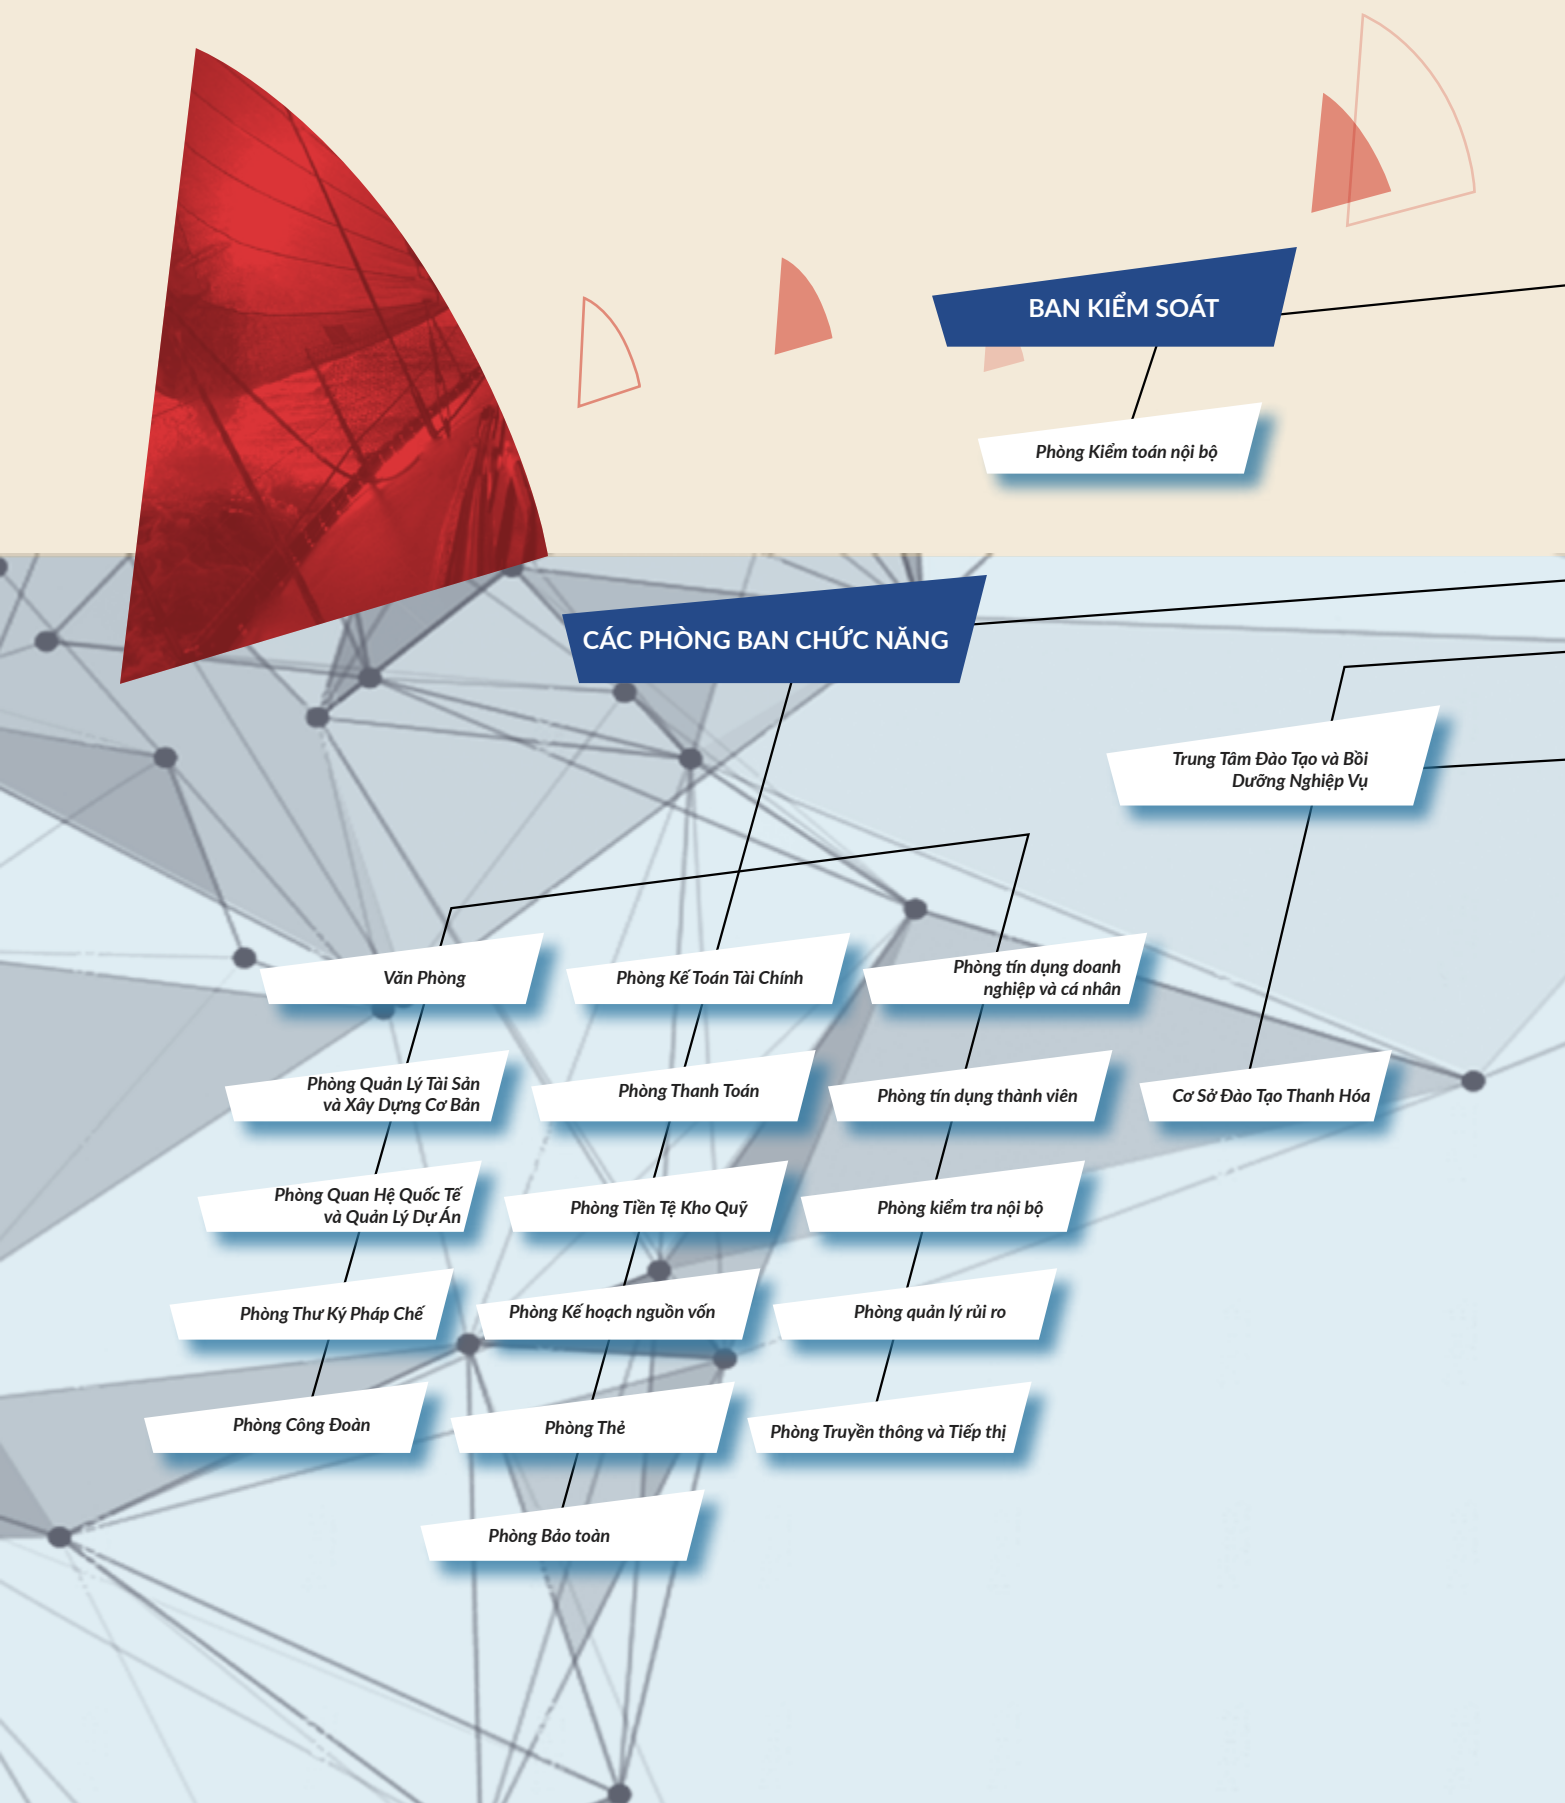 BAN KIỂM SOÁT
Phòng Kiểm toán nội bộ
CÁC PHÒNG BAN CHỨC NĂNG
Trung Tâm Đào Tạo và Bồi
Dưỡng Nghiệp Vụ
Văn Phòng
Phòng Kế Toán Tài Chính
Phòng tín dụng doanh
nghiệp và cá nhân
Phòng Quản Lý Tài Sản
và Xây Dựng Cơ Bản
Phòng Thanh Toán
Phòng tín dụng thành viên
Cơ Sở Đào Tạo Thanh Hóa
Phòng Quan Hệ Quốc Tế
và Quản Lý Dự Án
Phòng Tiền Tệ Kho Quỹ
Phòng kiểm tra nội bộ
Phòng Thư Ký Pháp Chế
Phòng Kế hoạch nguồn vốn
Phòng quản lý rủi ro
Phòng Công Đoàn
Phòng Thẻ
Phòng Truyền thông và Tiếp thị
Phòng Bảo toàn